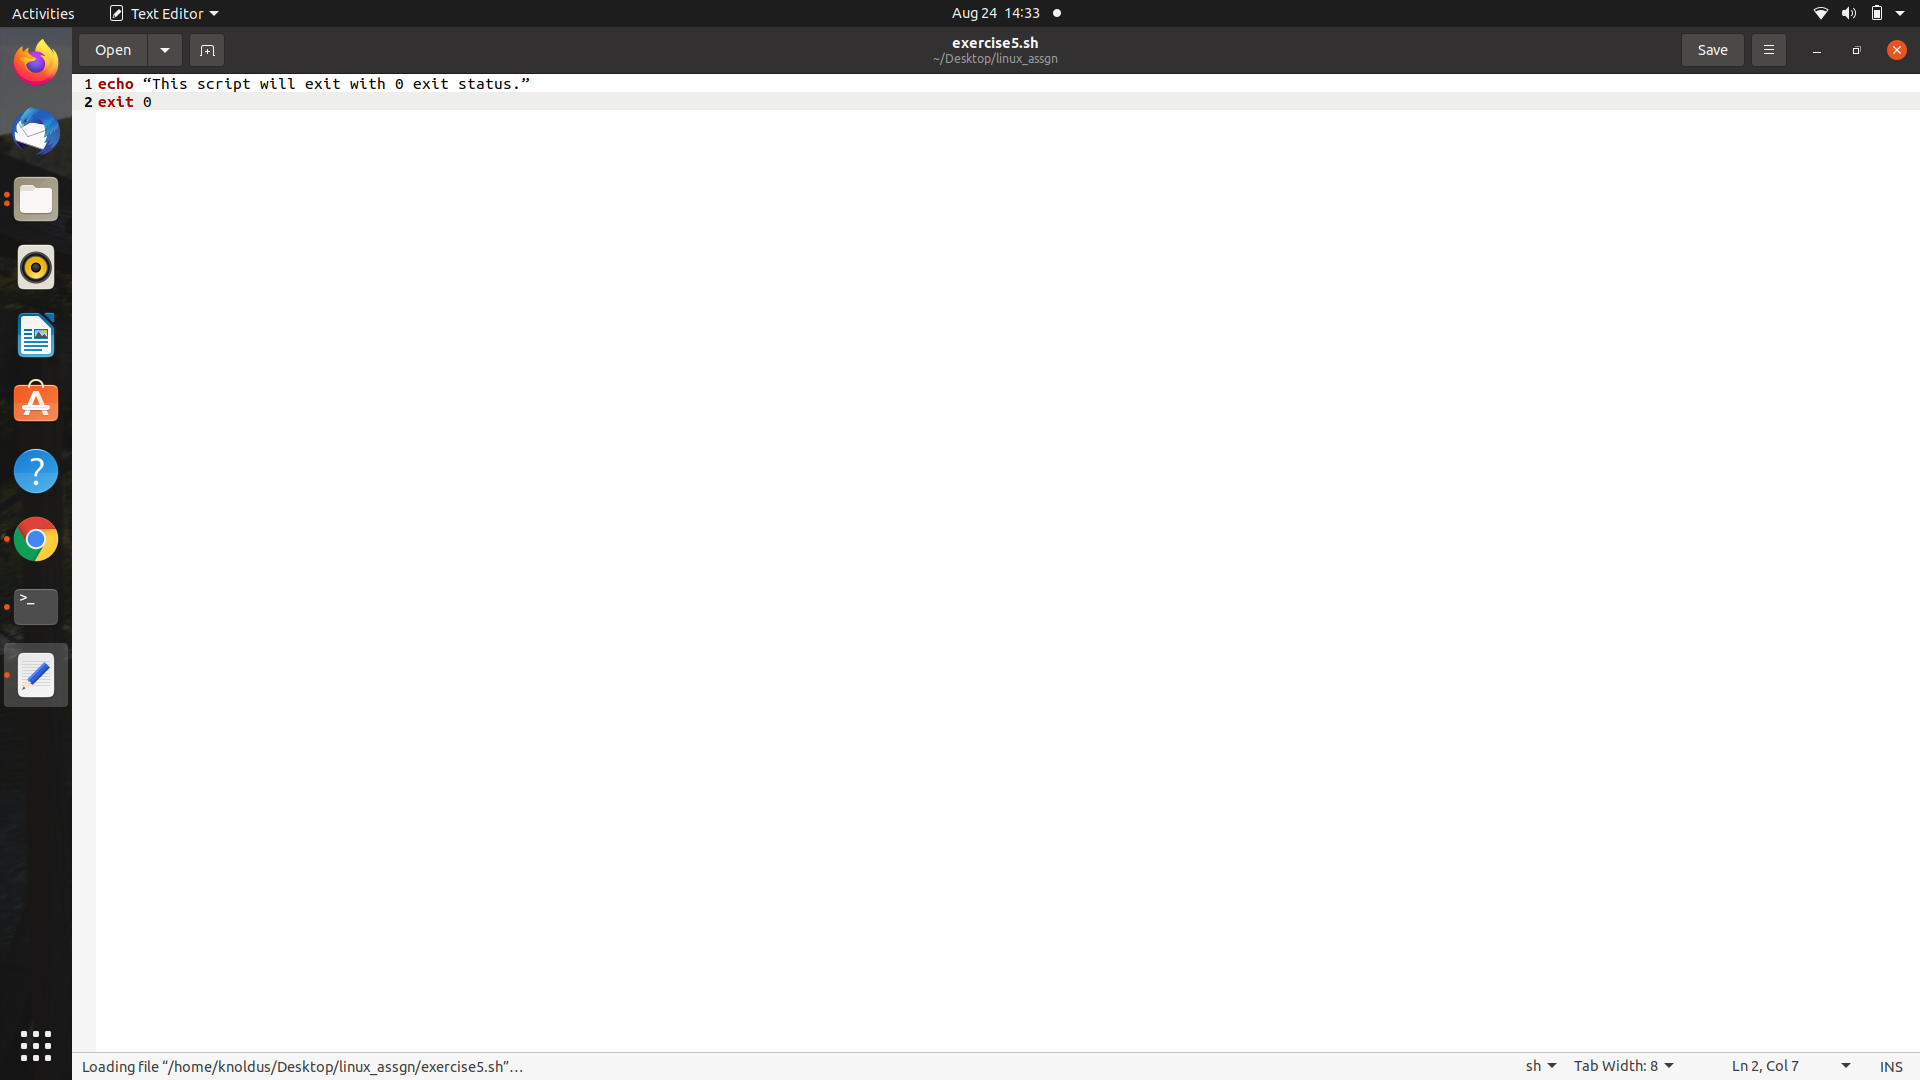 Activities Text Editor Aug 24 14:33
Open exercise5.sh Save
~/Desktop/linux_assgn
1 echo “This script will exit with 0 exit status.”
2 exit 0
?
>_
Loading file “/home/knoldus/Desktop/linux_assgn/exercise5.sh”… sh Tab Width: 8 Ln 2, Col 7 INS